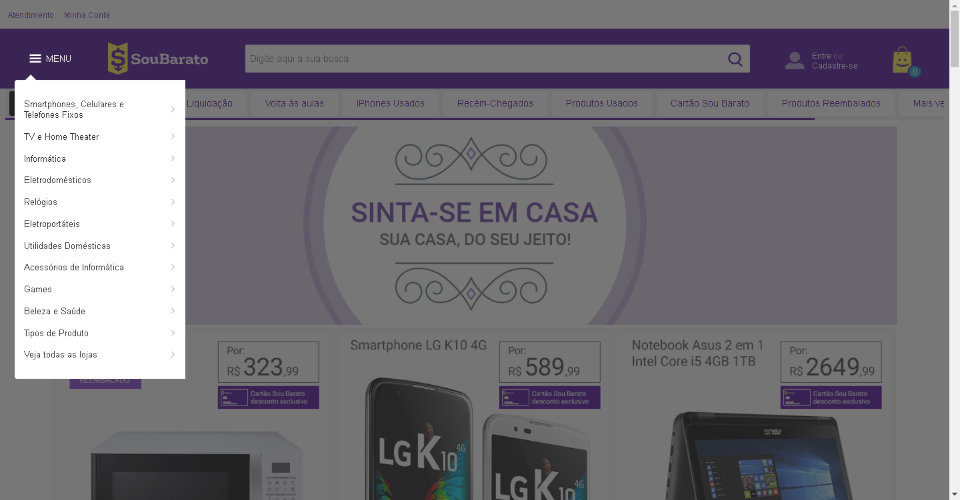 Atendimento Minha Conta
MENU
SouBarato
Digite aqui a sua busca
Entre ou
Cadastre-se
0
Liquidação Volta às aulas IPhones Usados Recém-Chegados Produtos Usados Cartão Sou Barato Produtos Reembalados Mais ve
Smartphones, Celulares e
Telefones Fixos
TV e Home Theater
Informática
Eletrodomésticos
Relógios
Eletroportáteis
Utilidades Domésticas
Acessórios de Informática
Games
Beleza e Saúde
Tipos de Produto
Veja todas as lojas
SINTA-SE EM CASA
SUA CASA, DO SEU JEITO!
REEMBALADO
Por:
R$ 323,99
Cartão Sou Barato
desconto exclusivo
Smartphone LG K10 4G
Por:
R$ 589,99
Cartão Sou Barato
desconto exclusivo
LG K10 4G
LG K10 4G
Notebook Asus 2 em 1
Intel Core i5 4GB 1TB
Por:
R$ 2649,99
Cartão Sou Barato
desconto exclusivo
ASUS